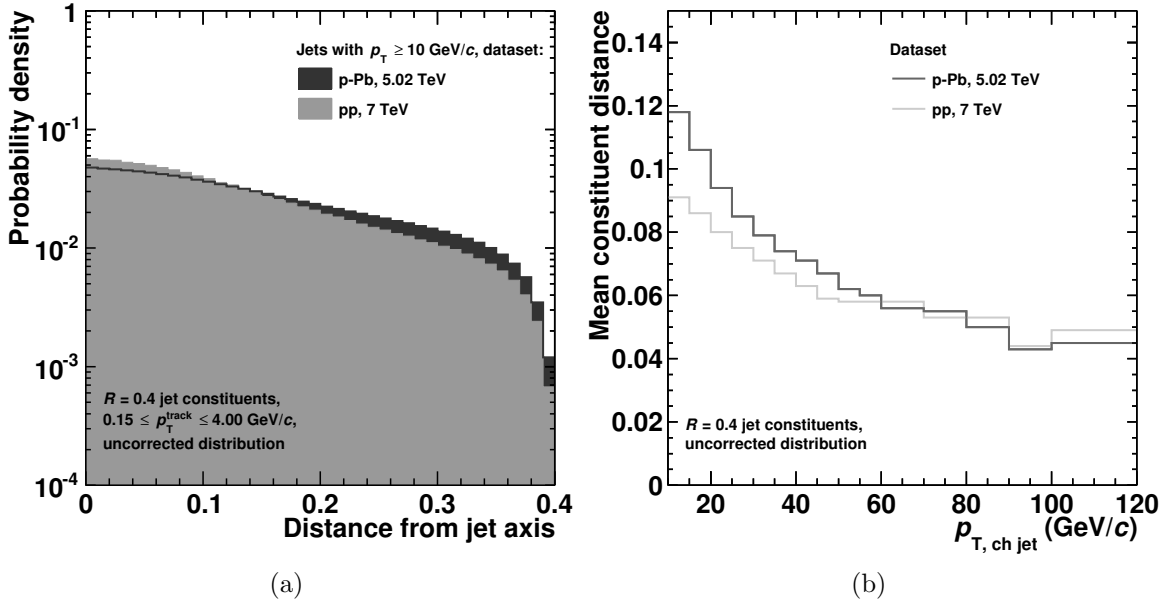 Probability density
1
10⁻¹
10⁻²
10⁻³
10⁻⁴
Jets with p_T ≥ 10 GeV/c, dataset:
p-Pb, 5.02 TeV
pp, 7 TeV
R = 0.4 jet constituents,
0.15 ≤ p_T^track ≤ 4.00 GeV/c,
uncorrected distribution
0 0.1 0.2 0.3 0.4
Distance from jet axis
(a)
Mean constituent distance
0.14
0.12
0.1
0.08
0.06
0.04
0.02
0
Dataset
p-Pb, 5.02 TeV
pp, 7 TeV
R = 0.4 jet constituents,
uncorrected distribution
20 40 60 80 100 120
p_T, ch jet (GeV/c)
(b)